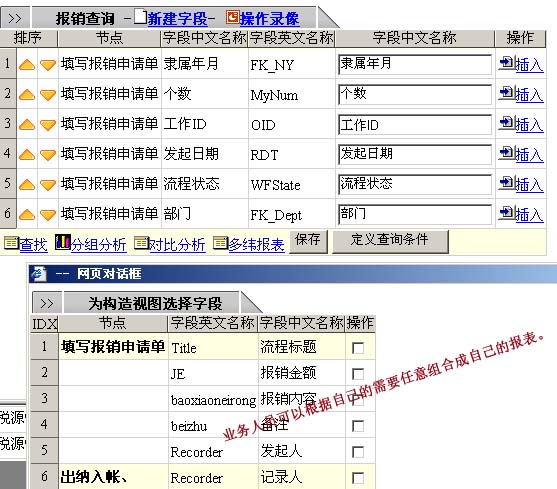 >> 报销查询 - 新建字段- 操作录像
排序 节点 字段中文名称 字段英文名称 字段中文名称 操作
1 填写报销申请单 隶属年月 FK_NY 隶属年月 插入
2 填写报销申请单 个数 MyNum 个数 插入
3 填写报销申请单 工作ID OID 工作ID 插入
4 填写报销申请单 发起日期 RDT 发起日期 插入
5 填写报销申请单 流程状态 WFState 流程状态 插入
6 填写报销申请单 部门 FK_Dept 部门 插入
查找 分组分析 对比分析 多纬报表 保存 定义查询条件
-- 网页对话框
>> 为构造视图选择字段
IDX 节点 字段英文名称 字段中文名称 操作
1 填写报销申请单 Title 流程标题
2 JE 报销金额
3 baoxiaoneirong 报销内容
4 beizhu 备注
5 Recorder 发起人
6 出纳入帐、 Recorder 记录人
业务人员可以根据自己的需要任意组合成自己的报表。
税源
税源